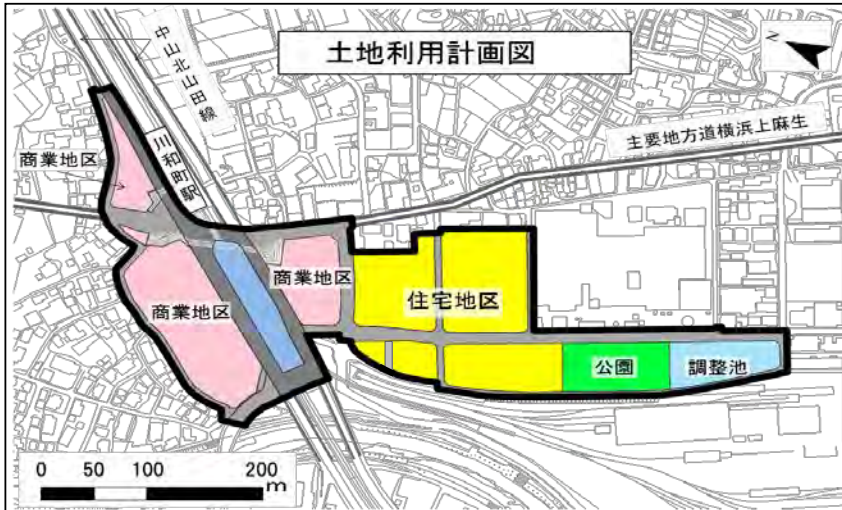 土地利用計画図
N
中山北山田線
川和町駅
主要地方道横浜上麻生
商業地区
商業地区
商業地区
住宅地区
公園
調整池
0 50 100 200
m